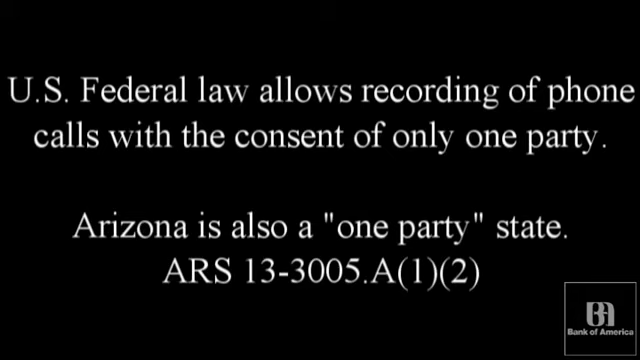 U.S. Federal law allows recording of phone
calls with the consent of only one party.
Arizona is also a "one party" state.
ARS 13-3005.A(1)(2)
BA
Bank of America